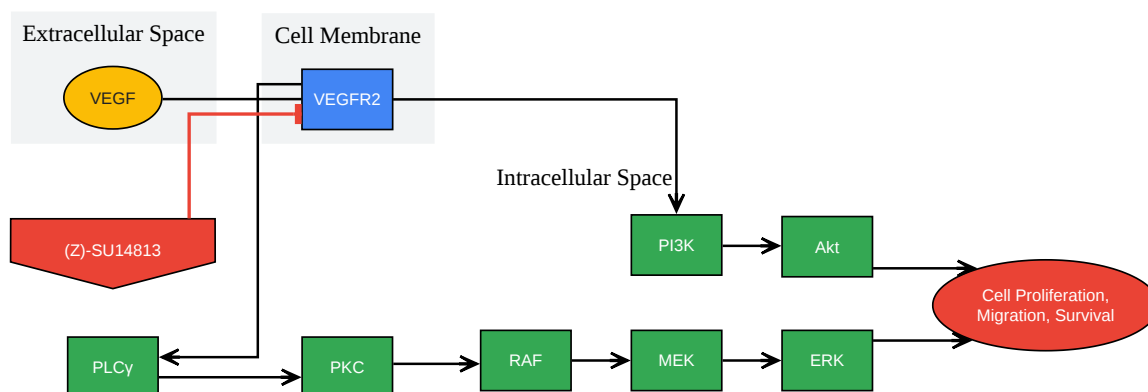 Extracellular Space
Cell Membrane
VEGF
VEGFR2
Intracellular Space
(Z)-SU14813
PI3K
Akt
Cell Proliferation,
Migration, Survival
PLCγ
PKC
RAF
MEK
ERK